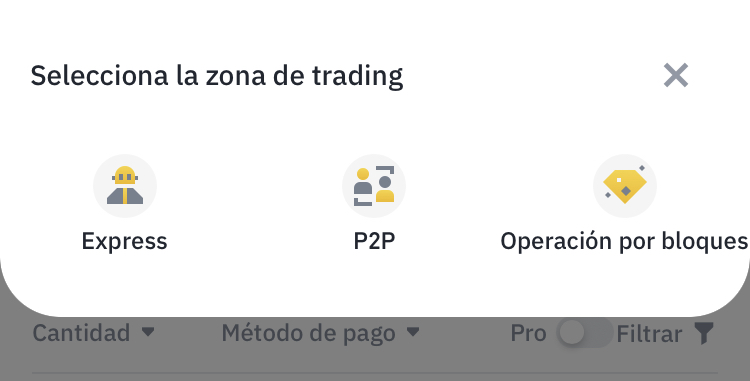 Selecciona la zona de trading
Express
P2P
Operación por bloques
Cantidad
Método de pago
Pro
Filtrar